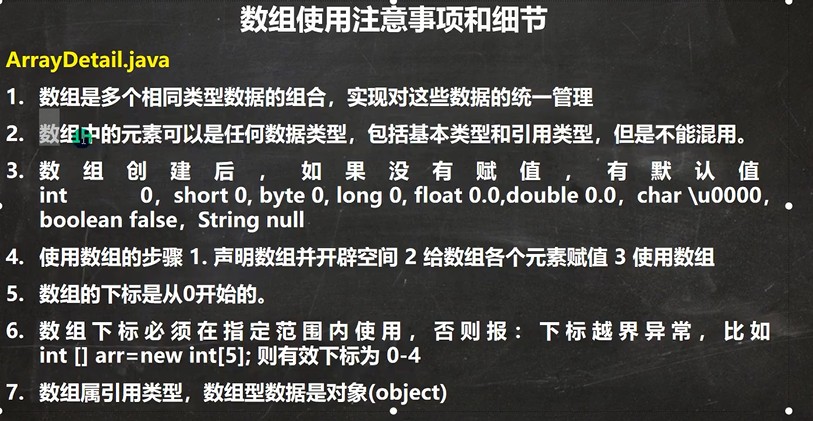 数组使用注意事项和细节
ArrayDetail.java
1. 数组是多个相同类型数据的组合，实现对这些数据的统一管理
2. 数组中的元素可以是任何数据类型，包括基本类型和引用类型，但是不能混用。
3. 数组创建后，如果没有赋值，有默认值
int 0，short 0, byte 0, long 0, float 0.0,double 0.0，char \u0000，
boolean false，String null
4. 使用数组的步骤 1. 声明数组并开辟空间 2 给数组各个元素赋值 3 使用数组
5. 数组的下标是从0开始的。
6. 数组下标必须在指定范围内使用，否则报：下标越界异常，比如
int [] arr=new int[5]; 则有效下标为 0-4
7. 数组属引用类型，数组型数据是对象(object)